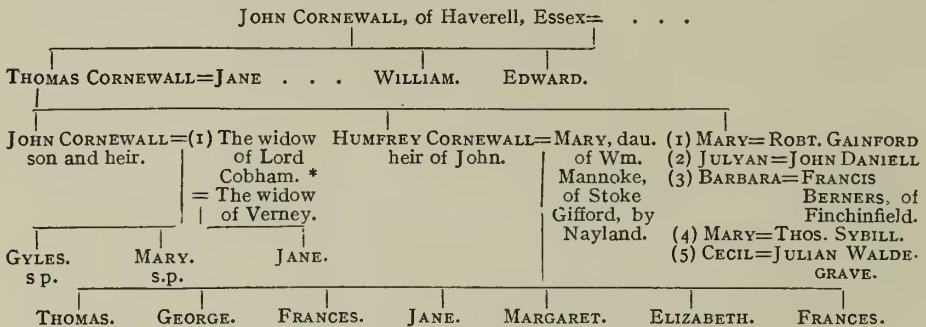 JOHN CORNEWALL, of Haverell, Essex= . . .
THOMAS CORNEWALL=JANE . . . WILLIAM. EDWARD.
JOHN CORNEWALL=(1) The widow
son and heir. of Lord
Cobham. *
= The widow
of Verney.
HUMFREY CORNEWALL=MARY, dau.
heir of John. of Wm.
Mannoke,
of Stoke
Gifford, by
Nayland.
(1) MARY=ROBT. GAINFORD
(2) JULYAN=JOHN DANIELL
(3) BARBARA=FRANCIS
BERNERS, of
Finchinfield.
(4) MARY=THOS. SYBILL.
(5) CECIL=JULIAN WALDE-
GRAVE.
GYLES. MARY. JANE.
s p. s.p.
THOMAS. GEORGE. FRANCES. JANE. MARGARET. ELIZABETH. FRANCES.